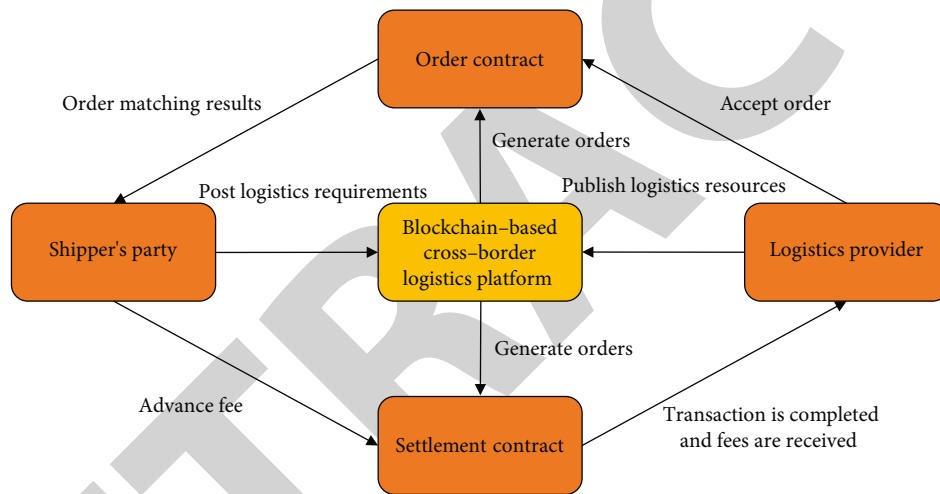 Order contract
Order matching results
Accept order
Generate orders
Post logistics requirements
Publish logistics resources
Shipper's party
Blockchain–based
cross–border
logistics platform
Logistics provider
Generate orders
Advance fee
Settlement contract
Transaction is completed
and fees are received
TRAC